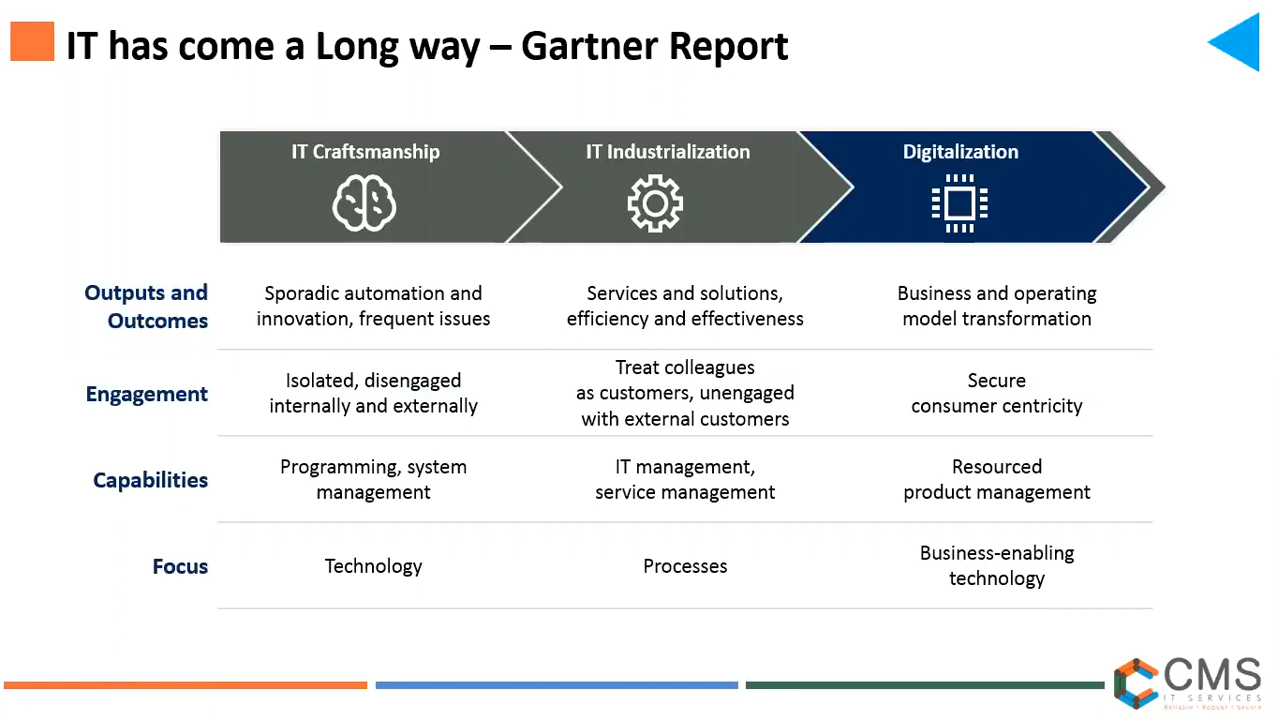 IT has come a Long way – Gartner Report
IT Craftsmanship
IT Industrialization
Digitalization
Outputs and
Outcomes
Sporadic automation and
innovation, frequent issues
Services and solutions,
efficiency and effectiveness
Business and operating
model transformation
Engagement
Isolated, disengaged
internally and externally
Treat colleagues
as customers, unengaged
with external customers
Secure
consumer centricity
Capabilities
Programming, system
management
IT management,
service management
Resourced
product management
Focus
Technology
Processes
Business-enabling
technology
CMS
IT SERVICES
Reliable | Robust | Secure